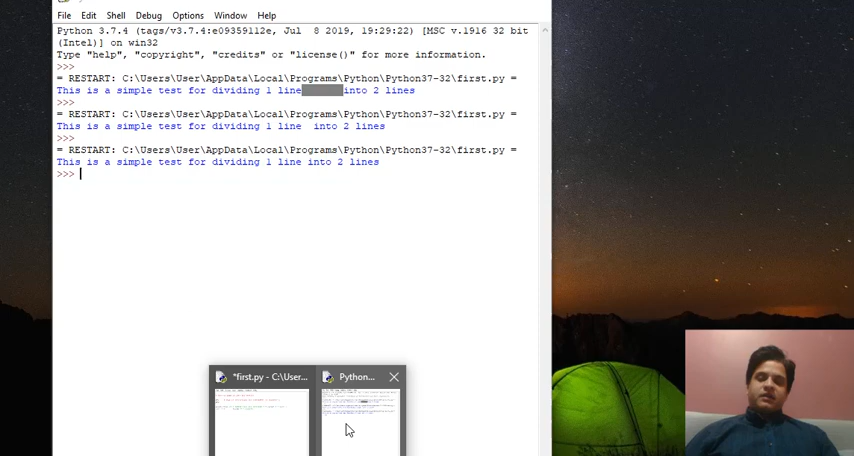 File Edit Shell Debug Options Window Help
Python 3.7.4 (tags/v3.7.4:e09359112e, Jul 8 2019, 19:29:22) [MSC v.1916 32 bit
(Intel)] on win32
Type "help", "copyright", "credits" or "license()" for more information.
>>>
= RESTART: C:\Users\User\AppData\Local\Programs\Python\Python37-32\first.py =
This is a simple test for dividing 1 line       into 2 lines
>>>
= RESTART: C:\Users\User\AppData\Local\Programs\Python\Python37-32\first.py =
This is a simple test for dividing 1 line  into 2 lines
>>>
= RESTART: C:\Users\User\AppData\Local\Programs\Python\Python37-32\first.py =
This is a simple test for dividing 1 line into 2 lines
>>>
*first.py - C:\User... Python...